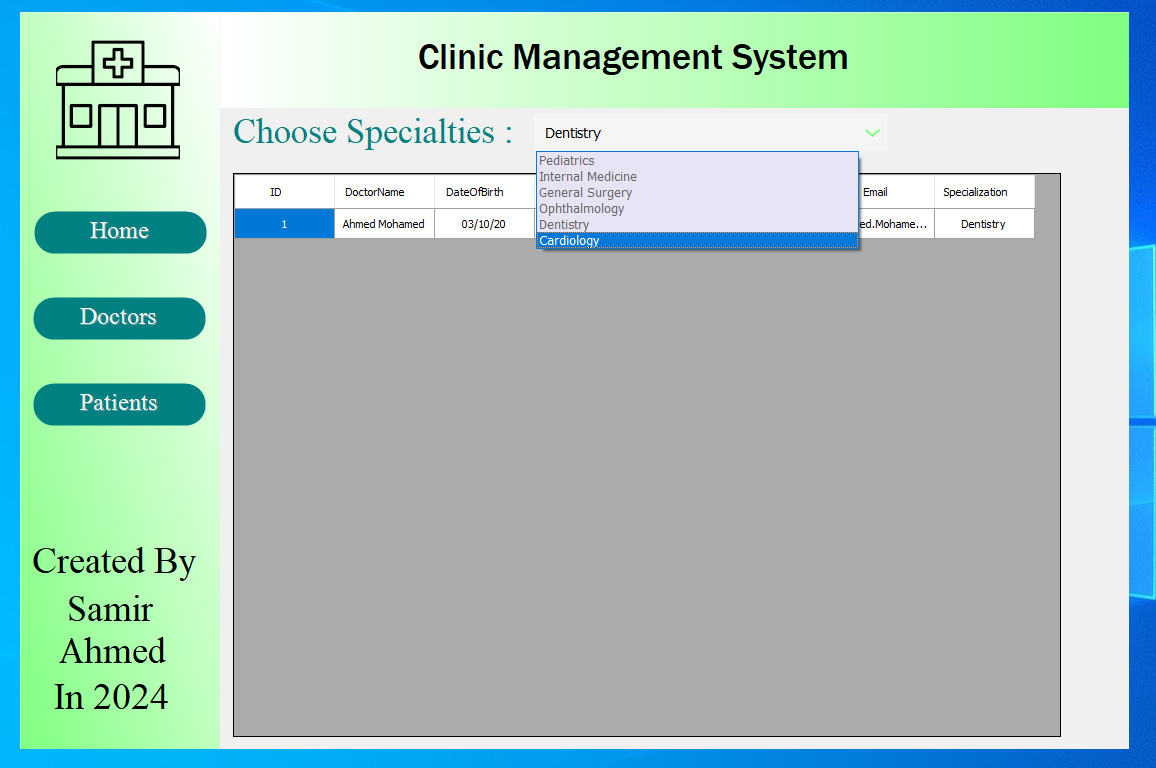 Clinic Management System
Choose Specialties :
Dentistry
Pediatrics
Internal Medicine
General Surgery
Ophthalmology
Dentistry
Cardiology
ID DoctorName DateOfBirth Email Specialization
1 Ahmed Mohamed 03/10/20 ed.Mohame... Dentistry
Home
Doctors
Patients
Created By
Samir
Ahmed
In 2024